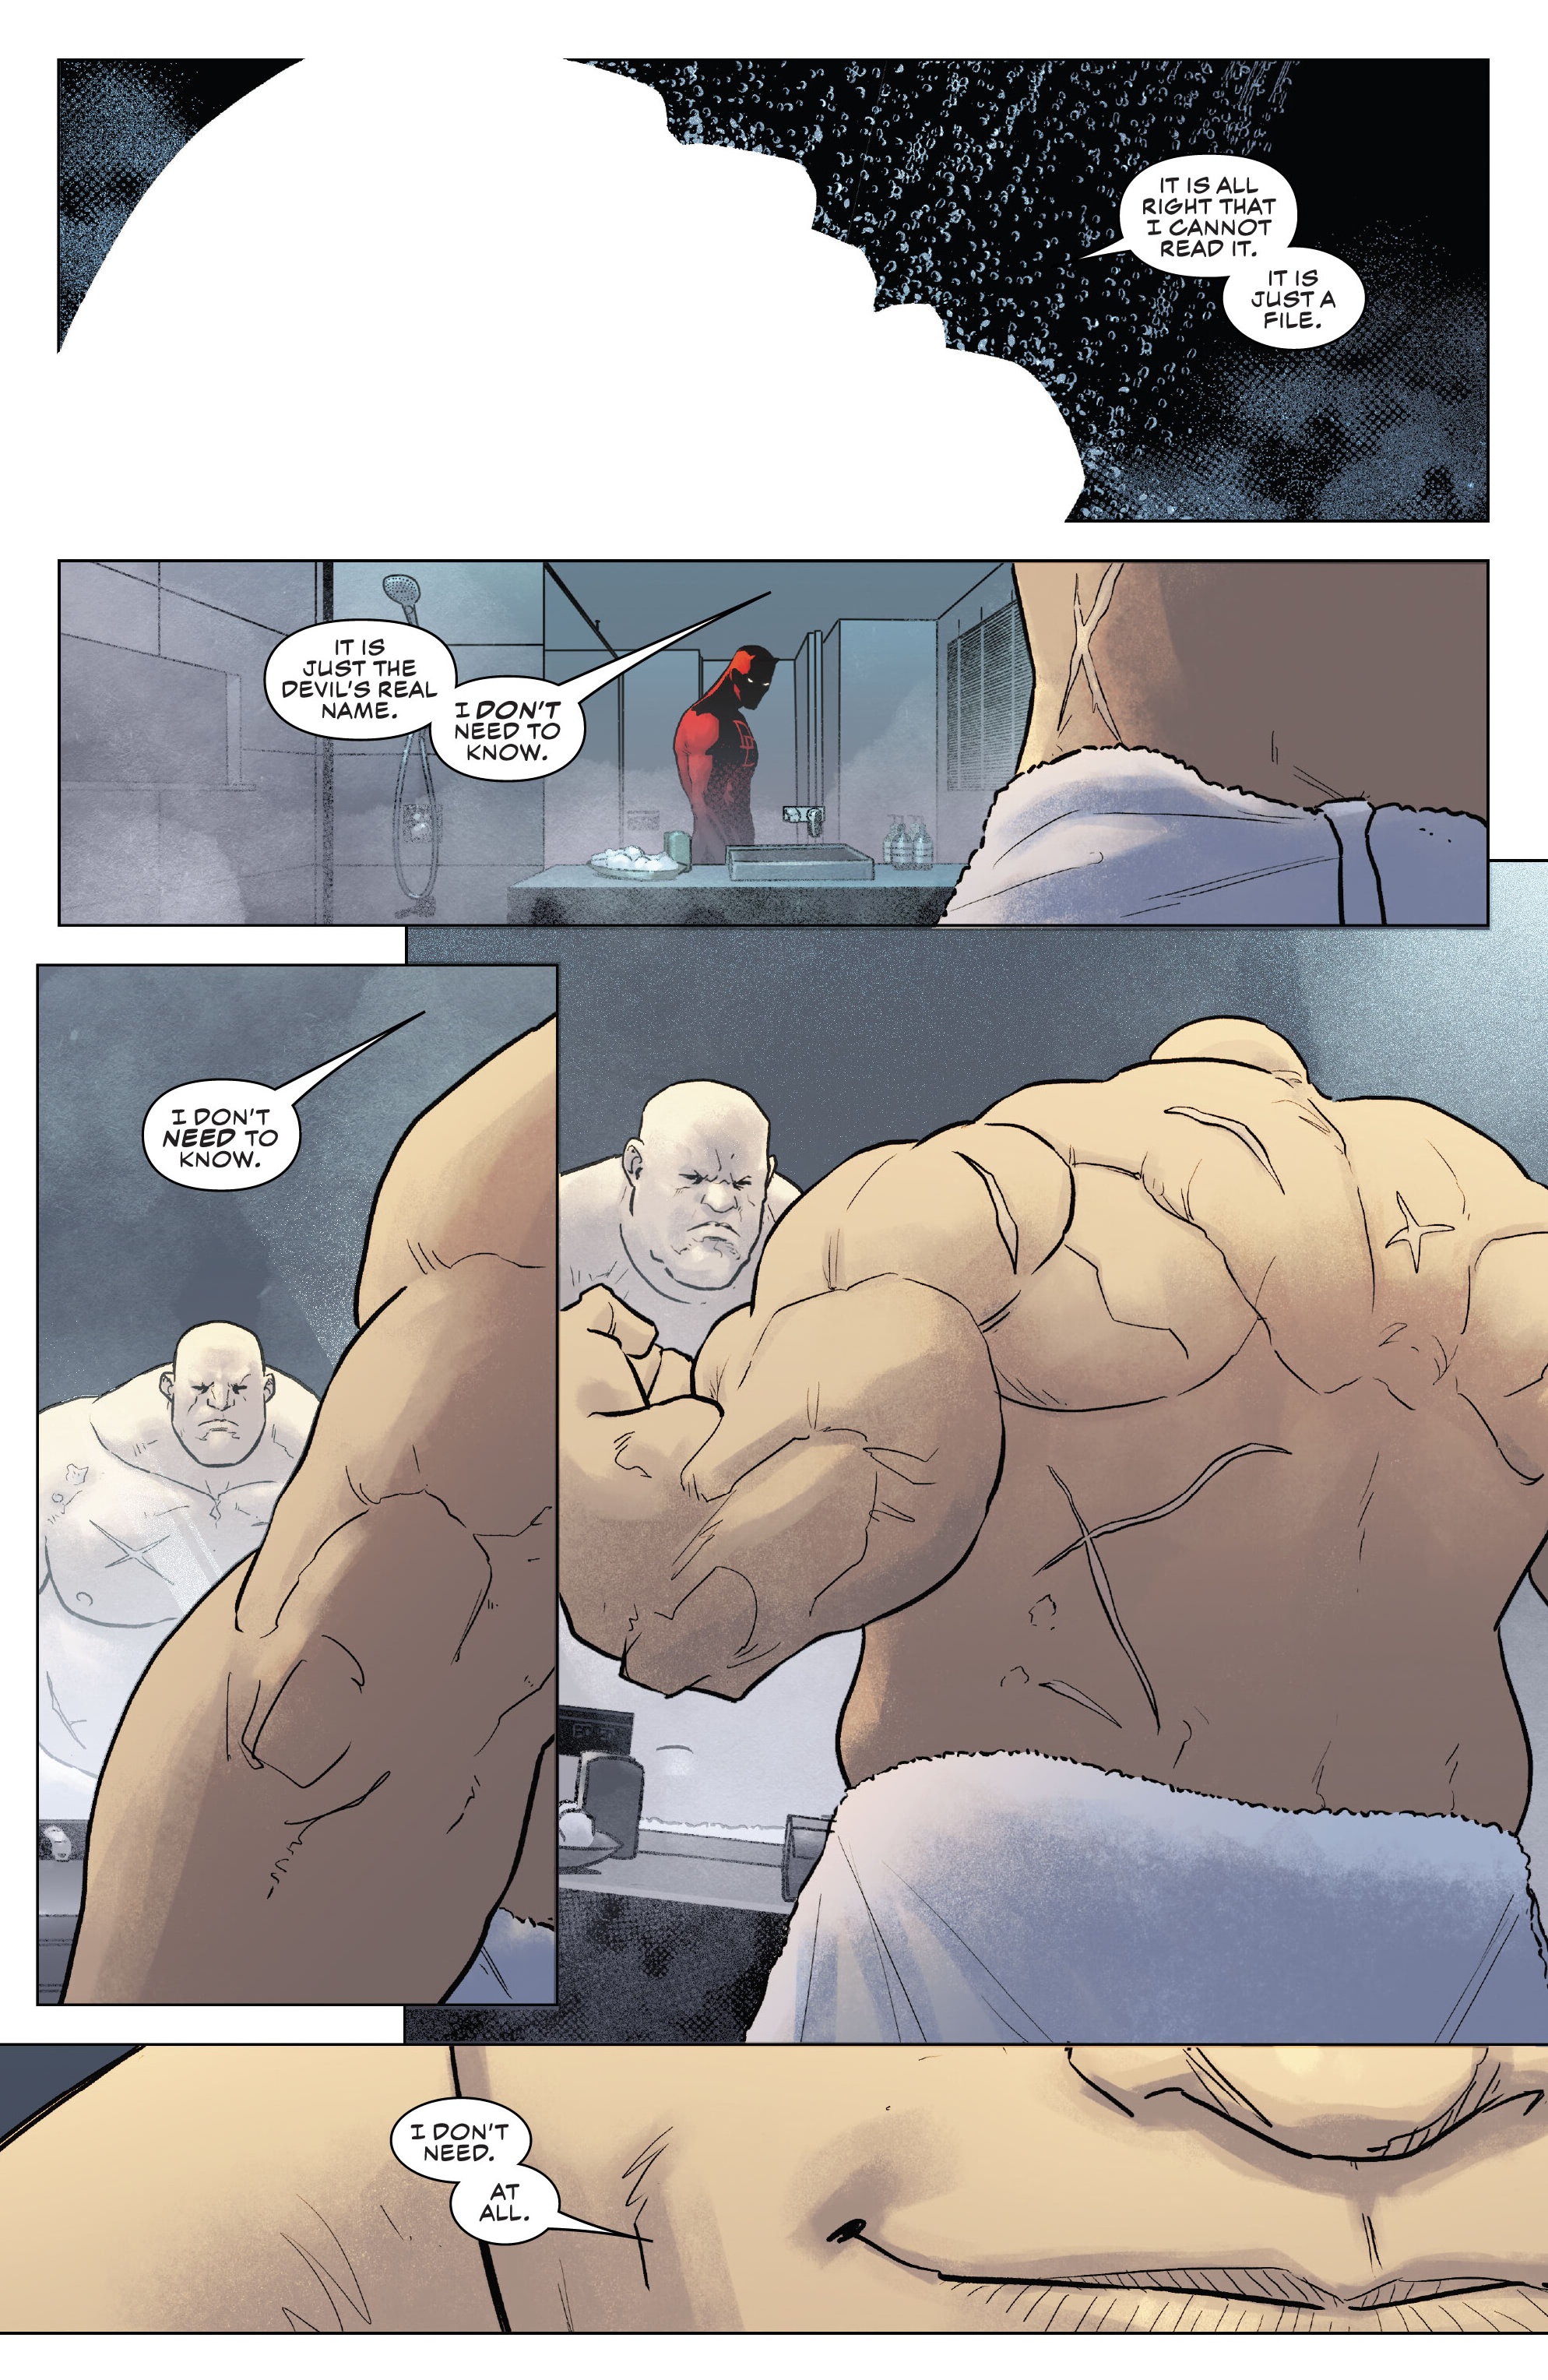 IT IS ALL
RIGHT THAT
I CANNOT
READ IT.
IT IS
JUST A
FILE.
IT IS
JUST THE
DEVIL'S REAL
NAME.
I DON'T
NEED TO
KNOW.
I DON'T
NEED TO
KNOW.
I DON'T
NEED.
AT
ALL.